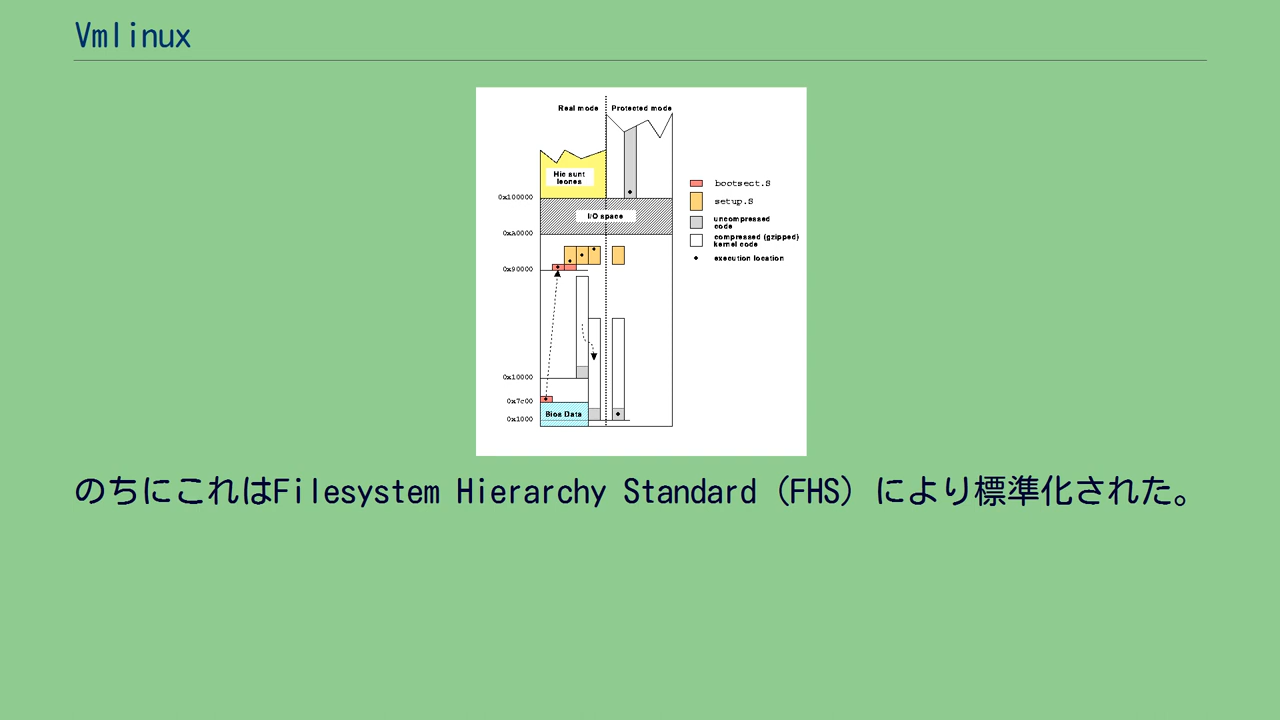 Vmlinux
Real mode
Protected mode
Hic sunt
leones
0x100000
I/O space
0xA0000
0x90000
0x10000
0x7c00
Bios Data
0x1000
bootsect.S
setup.S
uncompressed
code
compressed (gzipped)
kernel code
execution location
のちにこれはFilesystem Hierarchy Standard（FHS）により標準化された。